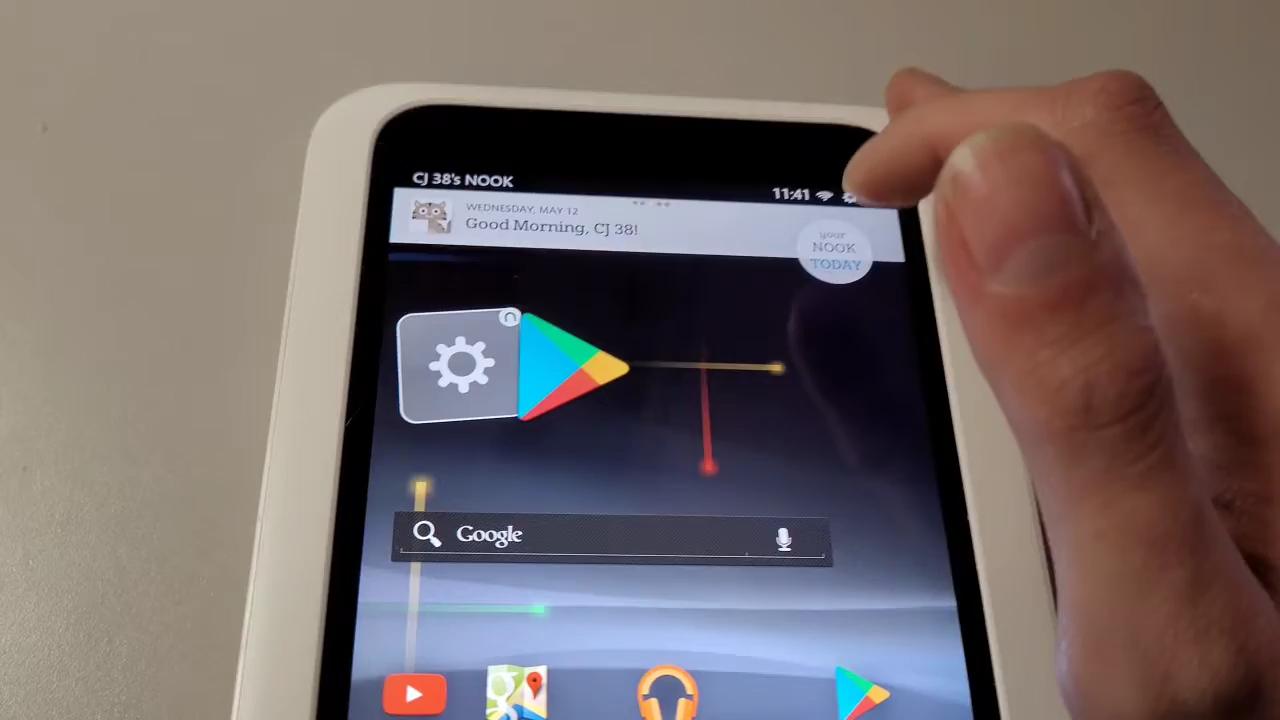 CJ 38's NOOK
11:41
WEDNESDAY, MAY 12
Good Morning, CJ 38!
your
NOOK
TODAY
Google